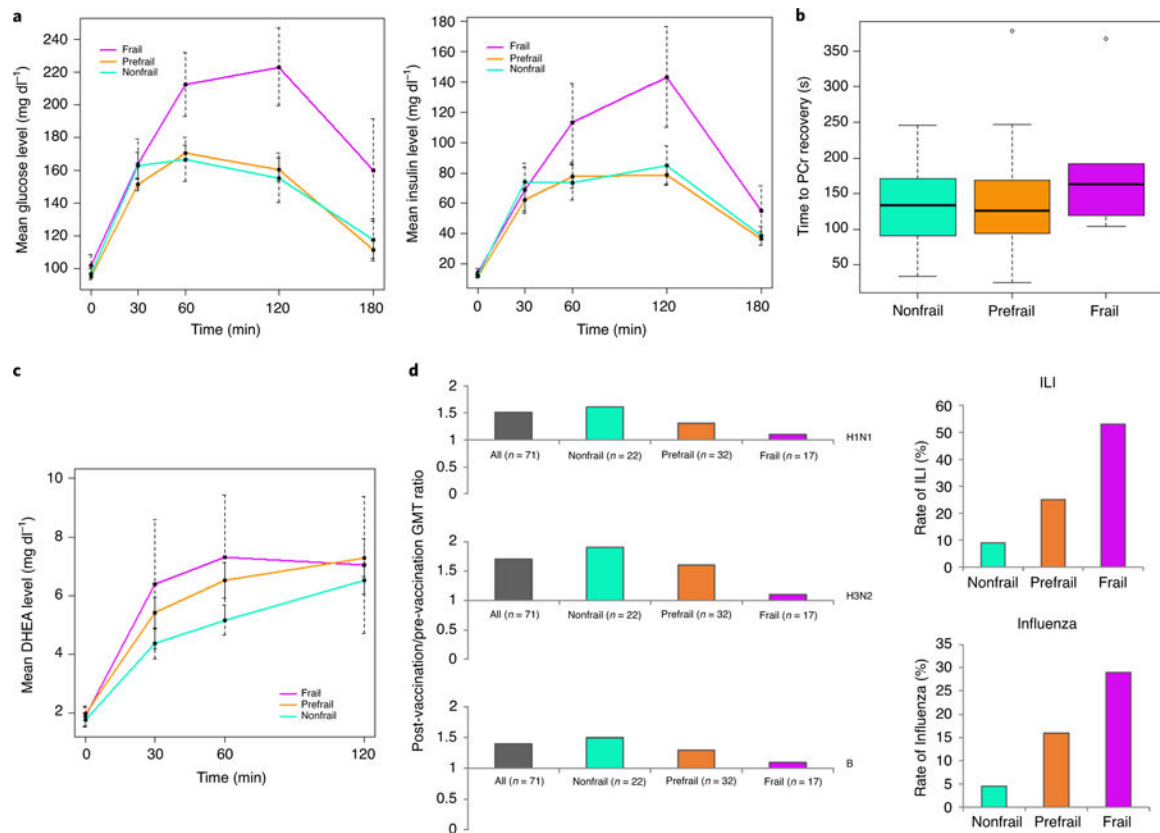 a
Mean glucose level (mg dl−1)
240
220
200
180
160
140
120
100
Frail
Prefrail
Nonfrail
0 30 60 120 180
Time (min)
Mean insulin level (mg dl−1)
180
160
140
120
100
80
60
40
20
Frail
Prefrail
Nonfrail
0 30 60 120 180
Time (min)
b
Time to PCr recovery (s)
350
250
200
150
100
50
Nonfrail Prefrail Frail
c
Mean DHEA level (mg dl−1)
10
8
6
4
2
Frail
Prefrail
Nonfrail
0 30 60 120
Time (min)
d
Post-vaccination/pre-vaccination GMT ratio
2
1.5
1
0.5
0
All (n = 71) Nonfrail (n = 22) Prefrail (n = 32) Frail (n = 17)
H1N1
2
1.5
1
0.5
0
All (n = 71) Nonfrail (n = 22) Prefrail (n = 32) Frail (n = 17)
H3N2
2
1.5
1
0.5
0
All (n = 71) Nonfrail (n = 22) Prefrail (n = 32) Frail (n = 17)
B
ILI
Rate of ILI (%)
60
50
40
30
20
10
0
Nonfrail Prefrail Frail
Influenza
Rate of Influenza (%)
35
30
25
20
15
10
5
0
Nonfrail Prefrail Frail